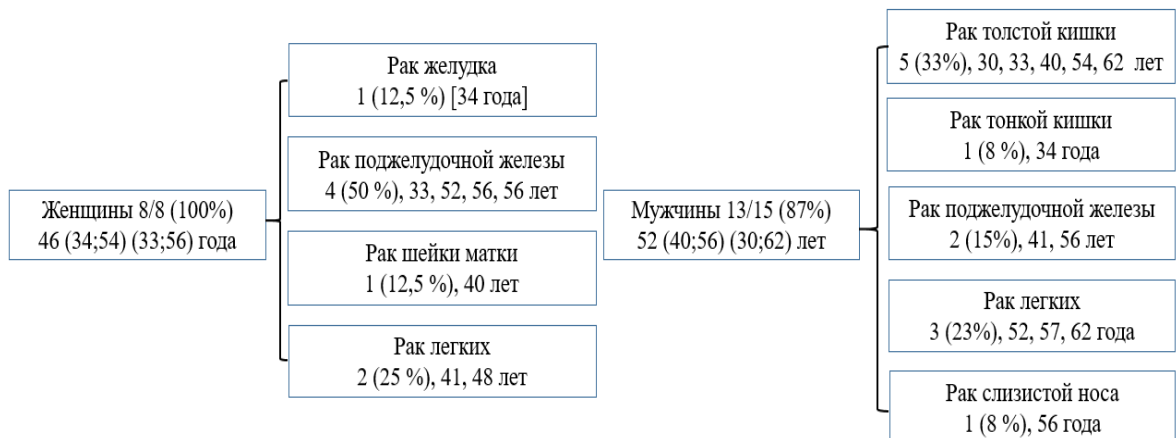 Женщины 8/8 (100%)
46 (34;54) (33;56) года
Рак желудка
1 (12,5 %) [34 года]
Рак поджелудочной железы
4 (50 %), 33, 52, 56, 56 лет
Рак шейки матки
1 (12,5 %), 40 лет
Рак легких
2 (25 %), 41, 48 лет
Мужчины 13/15 (87%)
52 (40;56) (30;62) лет
Рак толстой кишки
5 (33%), 30, 33, 40, 54, 62 лет
Рак тонкой кишки
1 (8 %), 34 года
Рак поджелудочной железы
2 (15%), 41, 56 лет
Рак легких
3 (23%), 52, 57, 62 года
Рак слизистой носа
1 (8 %), 56 года